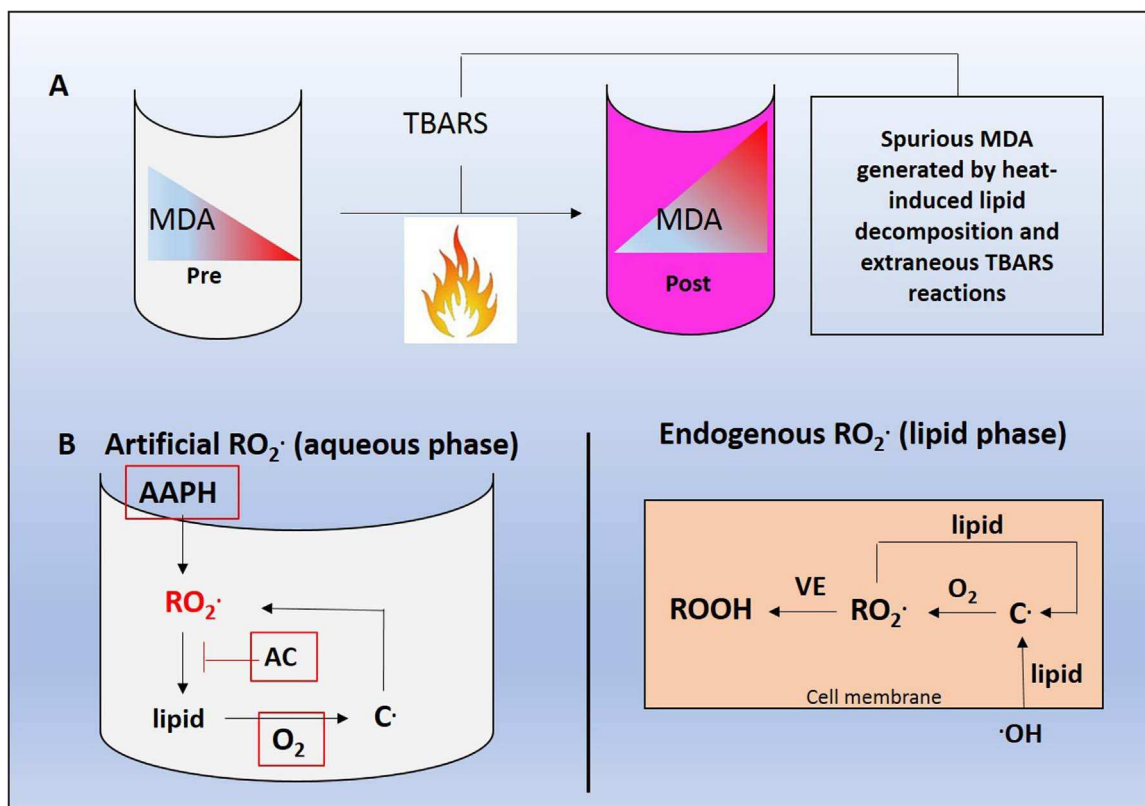 A
MDA
Pre
TBARS
MDA
Post
Spurious MDA
generated by heat-
induced lipid
decomposition and
extraneous TBARS
reactions
B Artificial RO₂· (aqueous phase)
AAPH
RO₂·
AC
lipid
O₂
C·
Endogenous RO₂· (lipid phase)
lipid
VE
O₂
ROOH
RO₂·
C·
lipid
Cell membrane
·OH